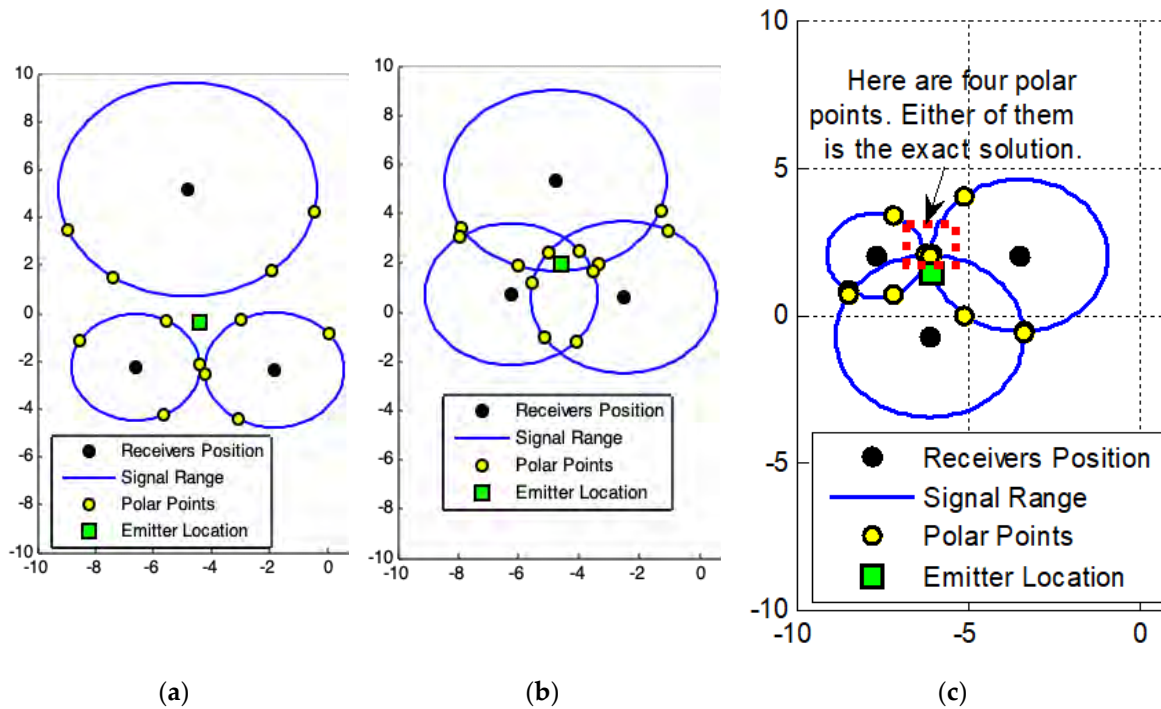 10
8
6
4
2
0
-2
-4
-6
-8
-10
-10 -8 -6 -4 -2 0
Receivers Position
Signal Range
Polar Points
Emitter Location
(a)
10
8
6
4
2
0
-2
-4
-6
-8
-10
-10 -8 -6 -4 -2 0
Receivers Position
Signal Range
Polar Points
Emitter Location
(b)
10
Here are four polar
points. Either of them
is the exact solution.
5
0
-5
-10
-10 -5 0
Receivers Position
Signal Range
Polar Points
Emitter Location
(c)